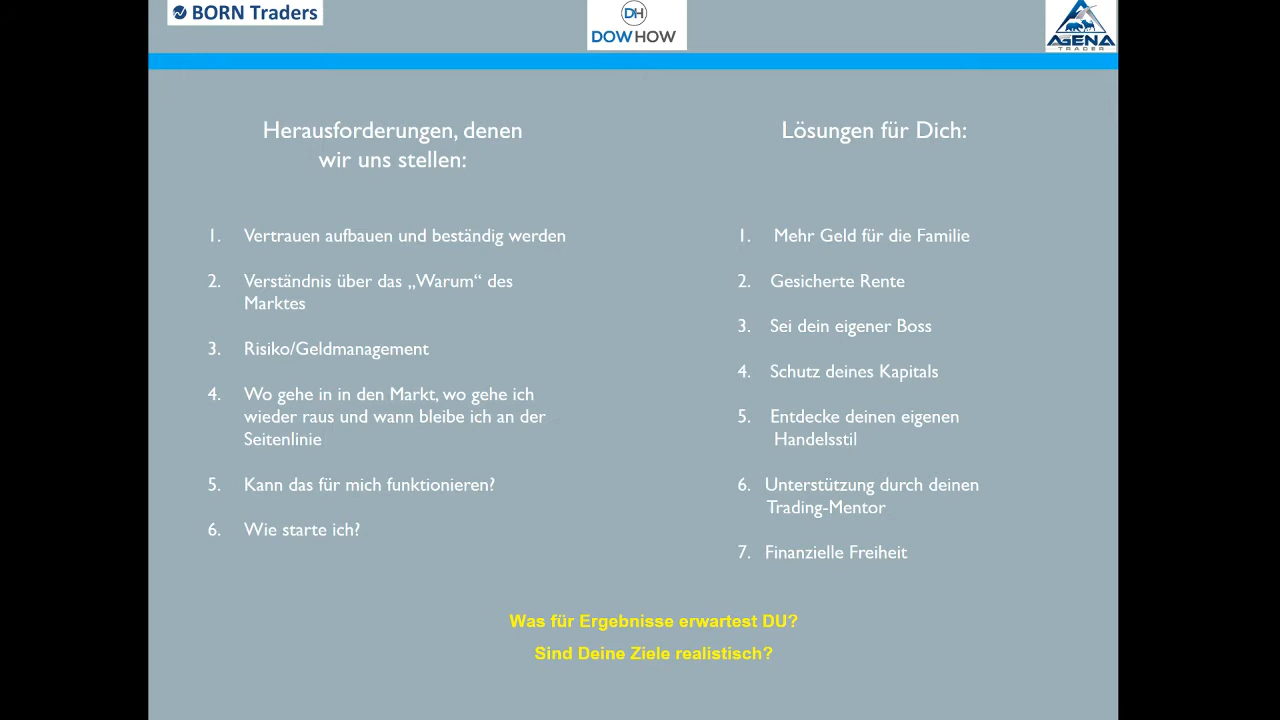 BORN Traders
DH
DOWHOW
AGENA
TRADER
Herausforderungen, denen
wir uns stellen:
1. Vertrauen aufbauen und beständig werden
2. Verständnis über das „Warum“ des
Marktes
3. Risiko/Geldmanagement
4. Wo gehe in in den Markt, wo gehe ich
wieder raus und wann bleibe ich an der
Seitenlinie
5. Kann das für mich funktionieren?
6. Wie starte ich?
Lösungen für Dich:
1. Mehr Geld für die Familie
2. Gesicherte Rente
3. Sei dein eigener Boss
4. Schutz deines Kapitals
5. Entdecke deinen eigenen
Handelsstil
6. Unterstützung durch deinen
Trading-Mentor
7. Finanzielle Freiheit
Was für Ergebnisse erwartest DU?
Sind Deine Ziele realistisch?